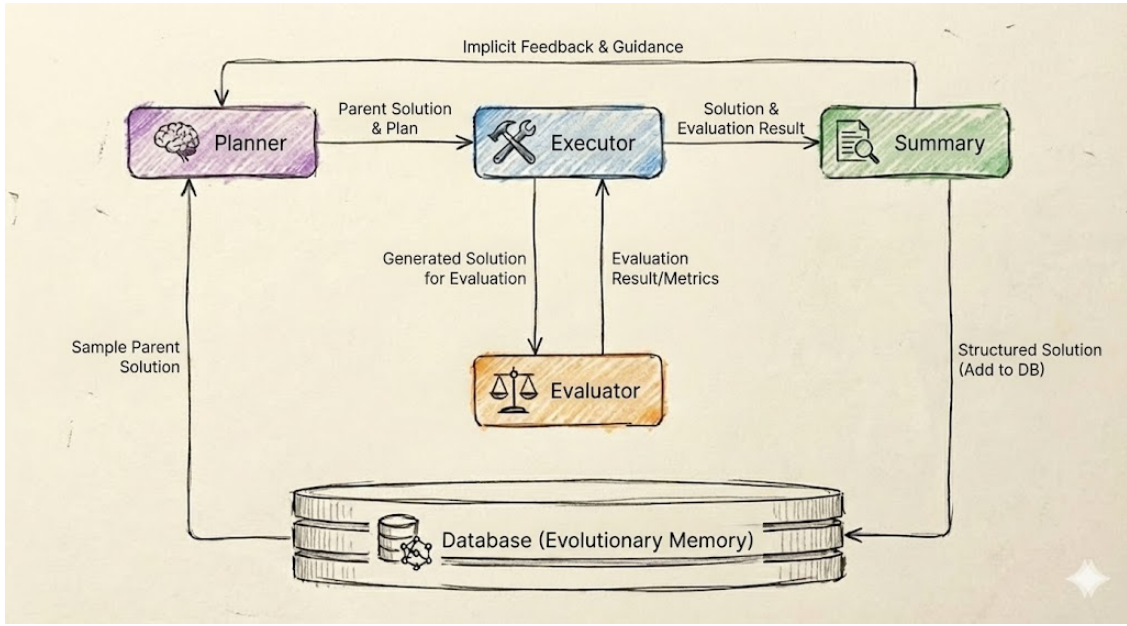 Implicit Feedback & Guidance
Planner
Parent Solution
& Plan
Executor
Solution &
Evaluation Result
Summary
Generated Solution
for Evaluation
Evaluation
Result/Metrics
Sample Parent
Solution
Evaluator
Structured Solution
(Add to DB)
Database (Evolutionary Memory)